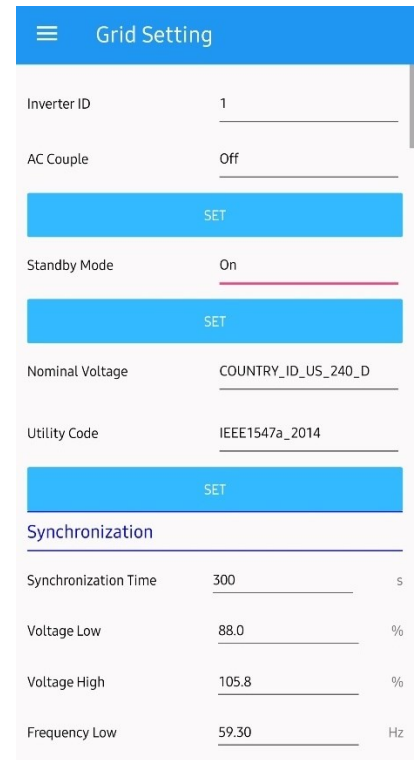 Grid Setting
Inverter ID 1
AC Couple Off
SET
Standby Mode On
SET
Nominal Voltage COUNTRY_ID_US_240_D
Utility Code IEEE1547a_2014
SET
Synchronization
Synchronization Time 300 s
Voltage Low 88.0 %
Voltage High 105.8 %
Frequency Low 59.30 Hz